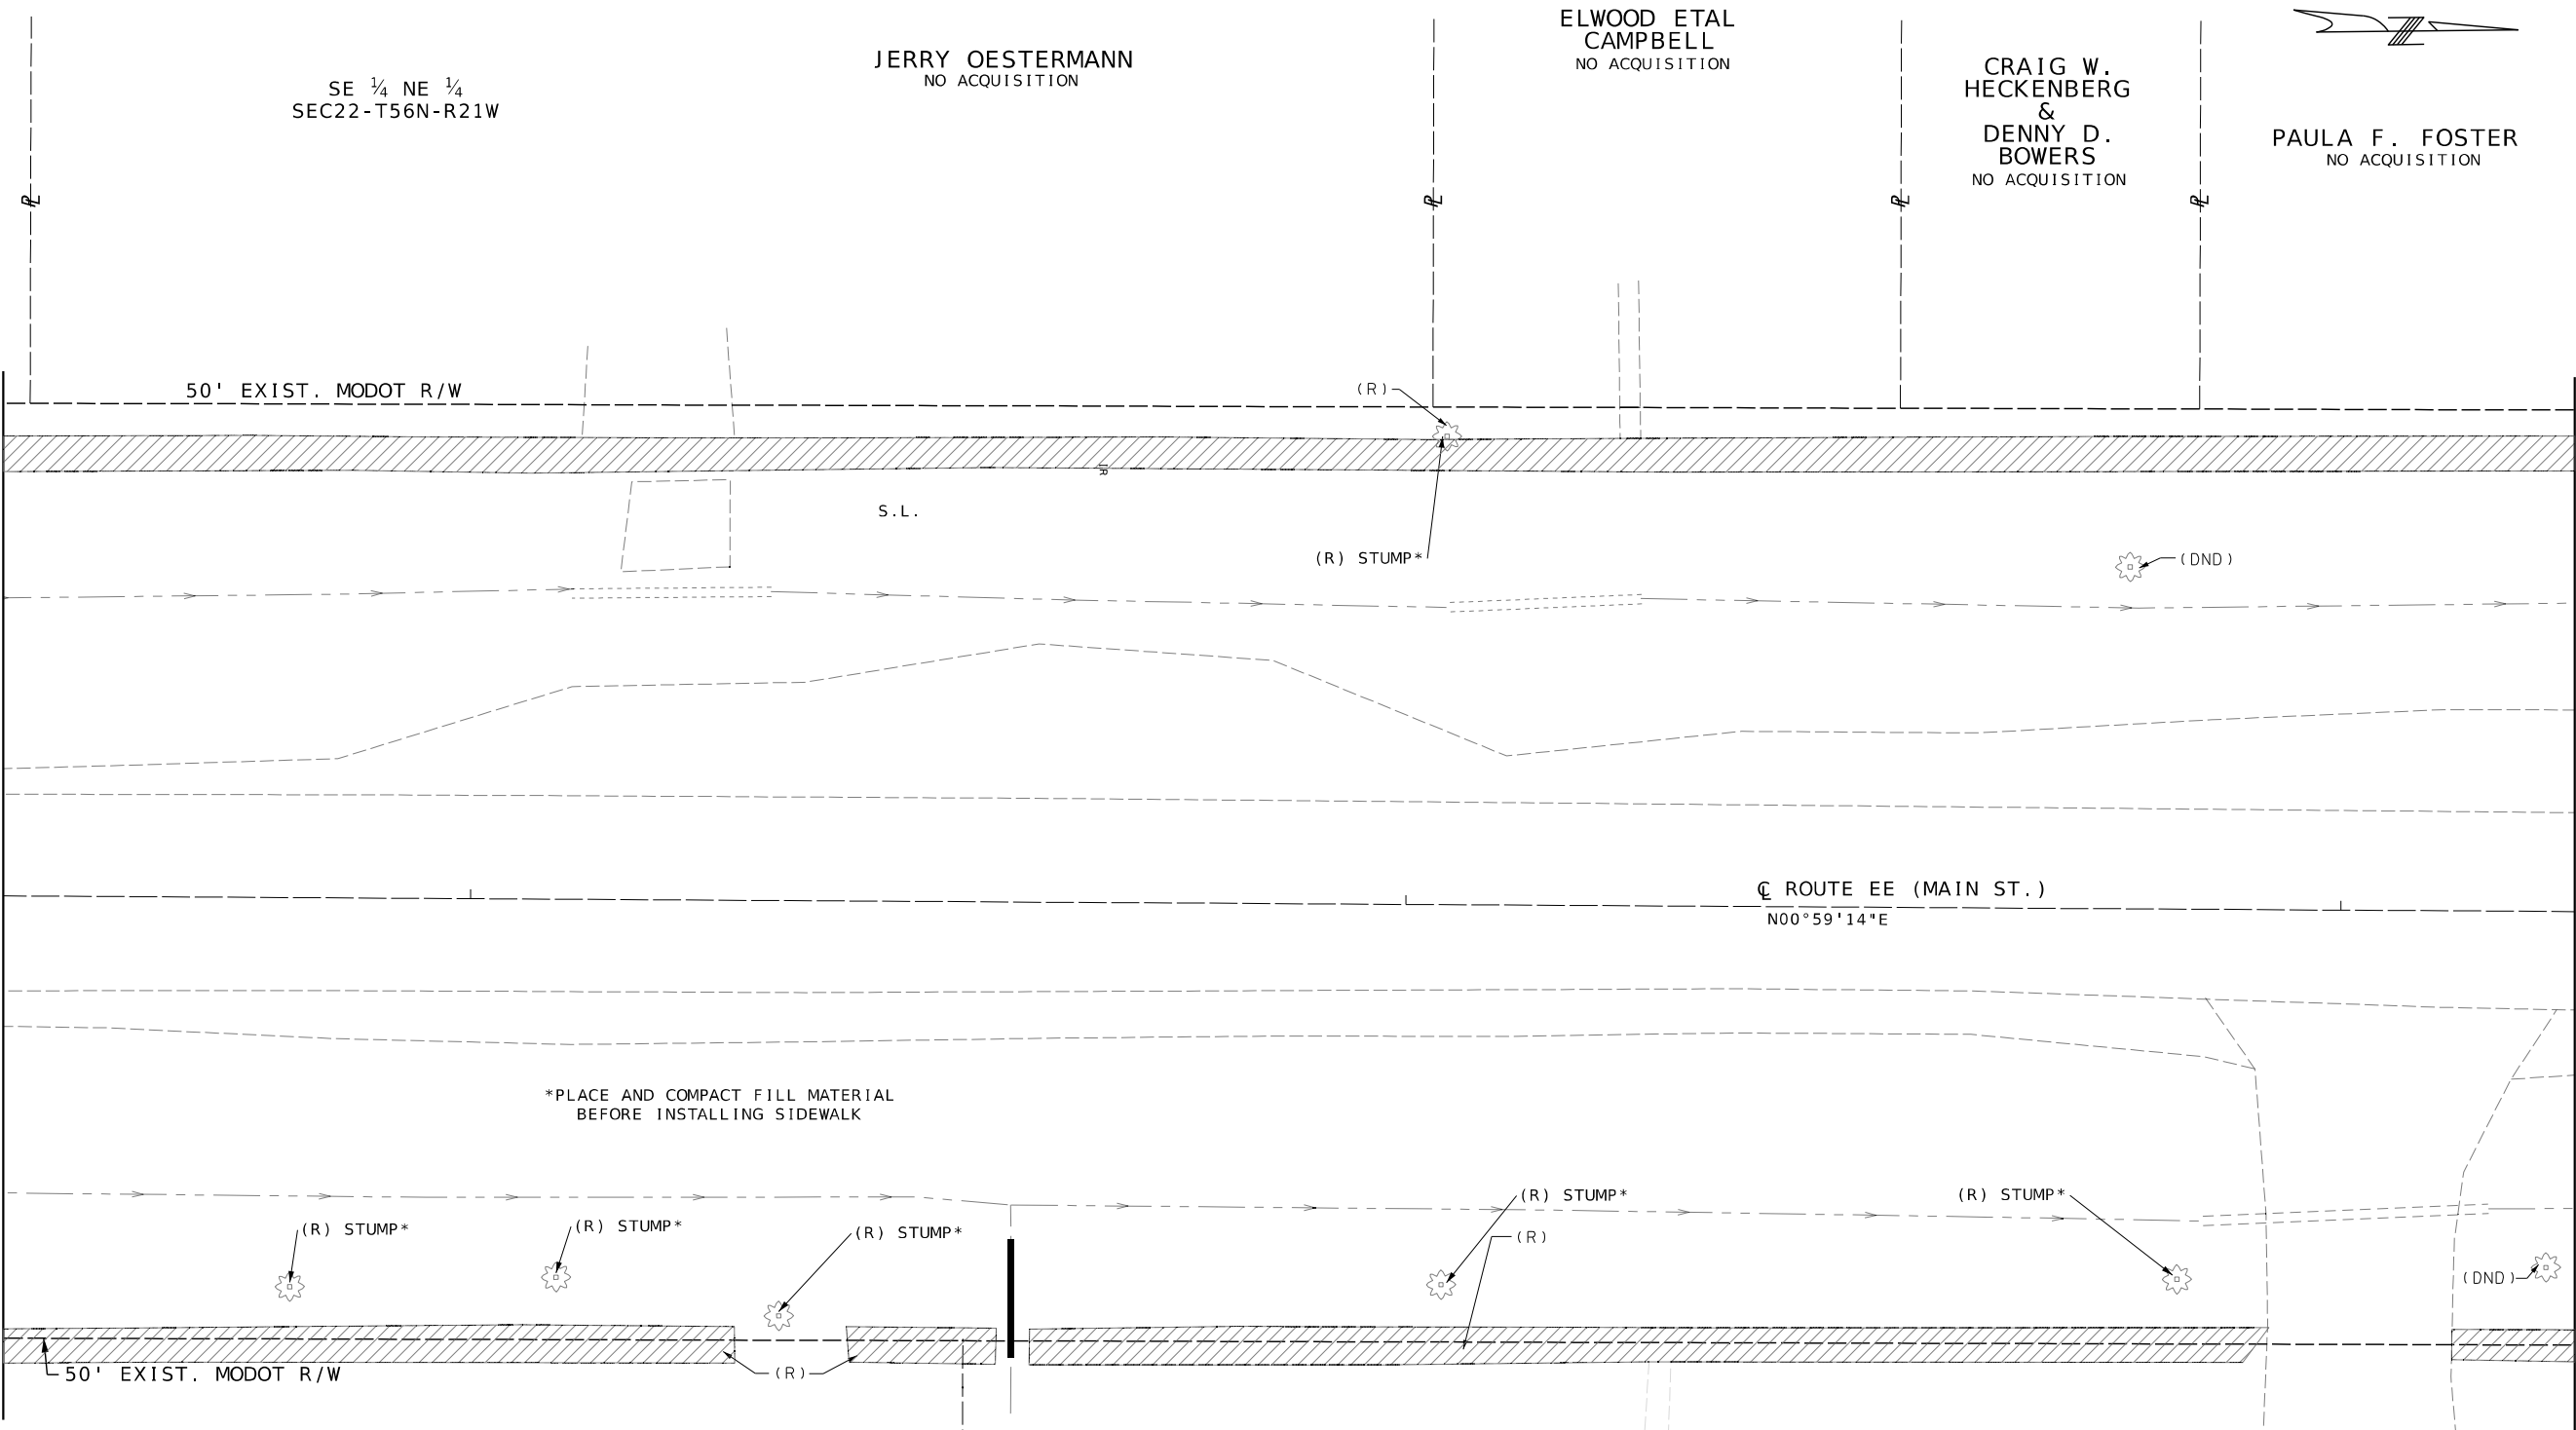 ELWOOD ETAL
CAMPBELL
NO ACQUISITION
JERRY OESTERMANN
NO ACQUISITION
SE ¼ NE ¼
SEC22-T56N-R21W
CRAIG W.
HECKENBERG
&
DENNY D.
BOWERS
NO ACQUISITION
PAULA F. FOSTER
NO ACQUISITION
℄ ROUTE EE (MAIN ST.)
N00°59'14"E
50' EXIST. MODOT R/W
(R)
S.L.
(R) STUMP*
(DND)
*PLACE AND COMPACT FILL MATERIAL
BEFORE INSTALLING SIDEWALK
(R) STUMP*
(R) STUMP*
(R) STUMP*
(R) STUMP*
(R)
(R) STUMP*
(DND)
50' EXIST. MODOT R/W
(R)